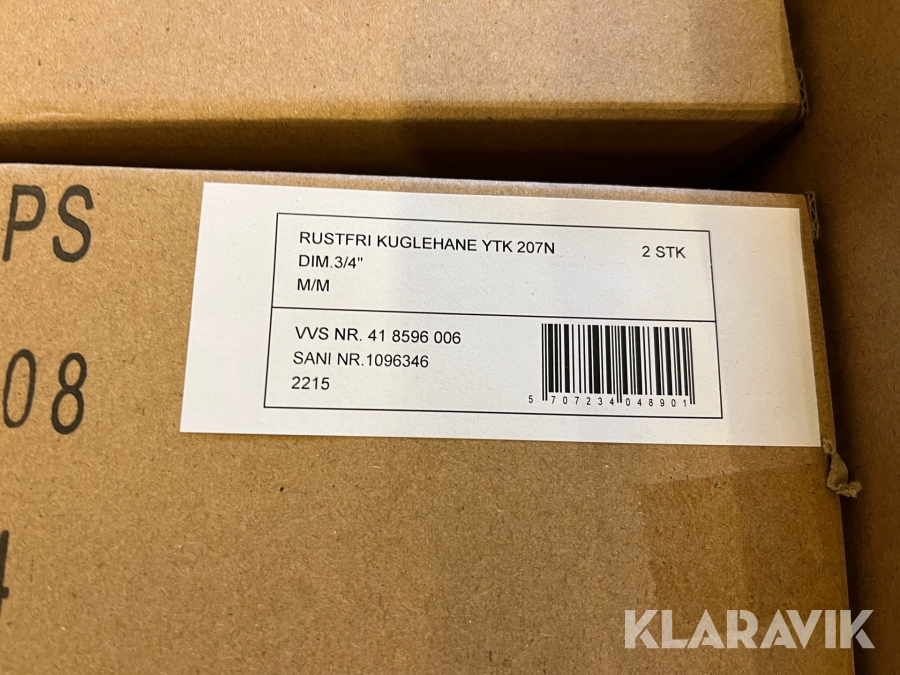 PS
08
RUSTFRI KUGLEHANE YTK 207N
2 STK
DIM.3/4"
M/M
VVS NR. 41 8596 006
SANI NR.1096346
2215
5 707234 048901
KLARAVIK